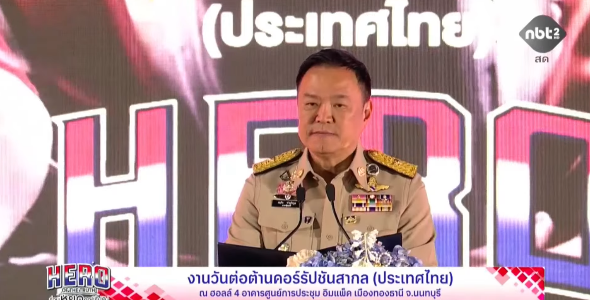 (ประเทศไทย)
nbt2
สด
HERO
HERO
งานวันต่อต้านคอร์รัปชันสากล (ประเทศไทย)
ณ ฮอลล์ 4 อาคารศูนย์การประชุม อิมแพ็ค เมืองทองธานี จ.นนทบุรี